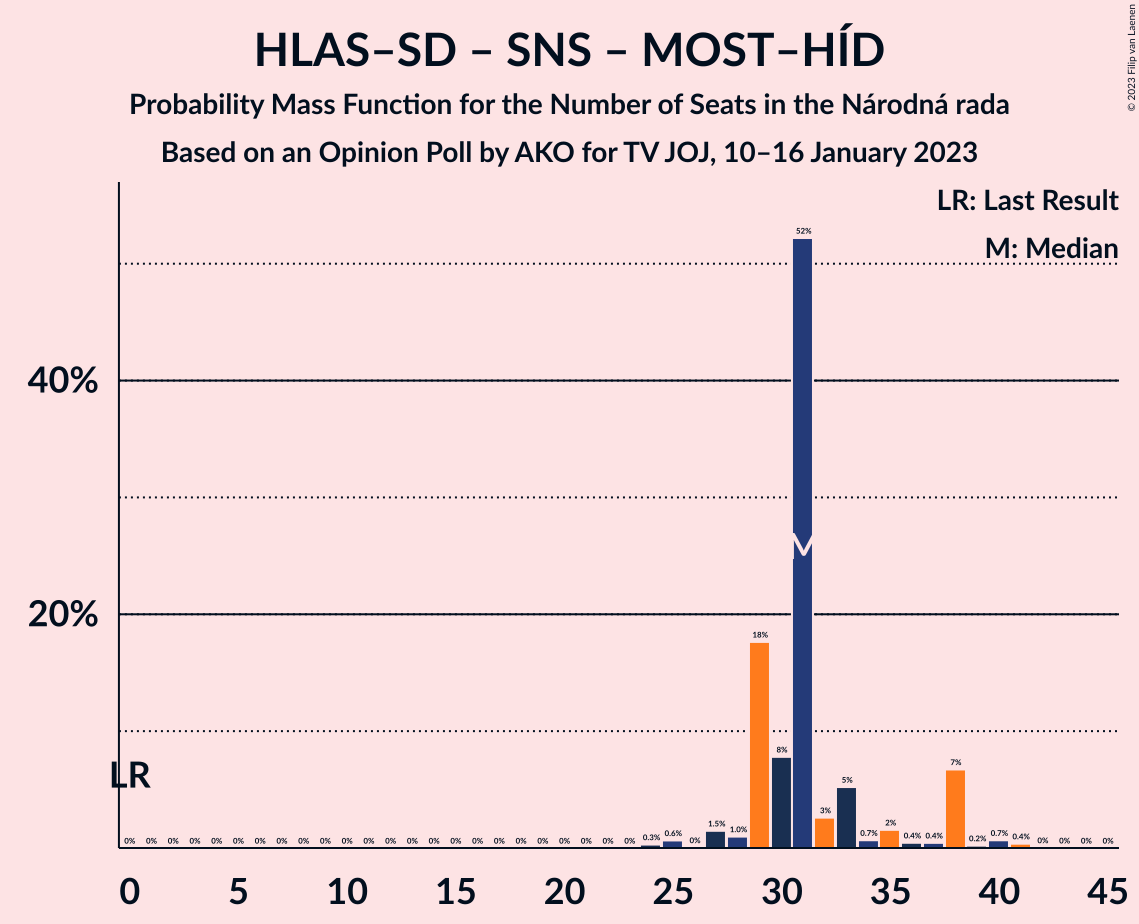 HLAS–SD – SNS – MOST–HÍD
Probability Mass Function for the Number of Seats in the Národná rada
Based on an Opinion Poll by AKO for TV JOJ, 10–16 January 2023
© 2023 Filip van Laenen
LR: Last Result
M: Median
40%
20%
LR
M
0% 0% 0% 0% 0% 0% 0% 0% 0% 0% 0% 0% 0% 0% 0% 0% 0% 0% 0% 0% 0% 0% 0% 0% 0.3% 0.6% 0% 1.5% 1.0% 18% 8% 52% 3% 5% 0.7% 2% 0.4% 0.4% 7% 0.2% 0.7% 0.4% 0% 0% 0% 0%
0 5 10 15 20 25 30 35 40 45